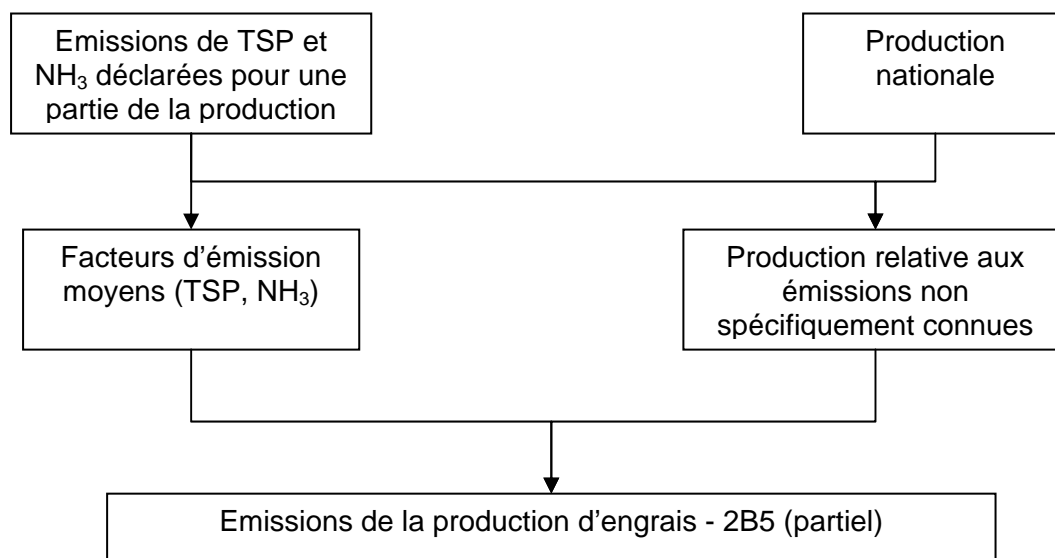 Emissions de TSP et
NH₃ déclarées pour une
partie de la production
Production
nationale
Facteurs d’émission
moyens (TSP, NH₃)
Production relative aux
émissions non
spécifiquement connues
Emissions de la production d’engrais - 2B5 (partiel)